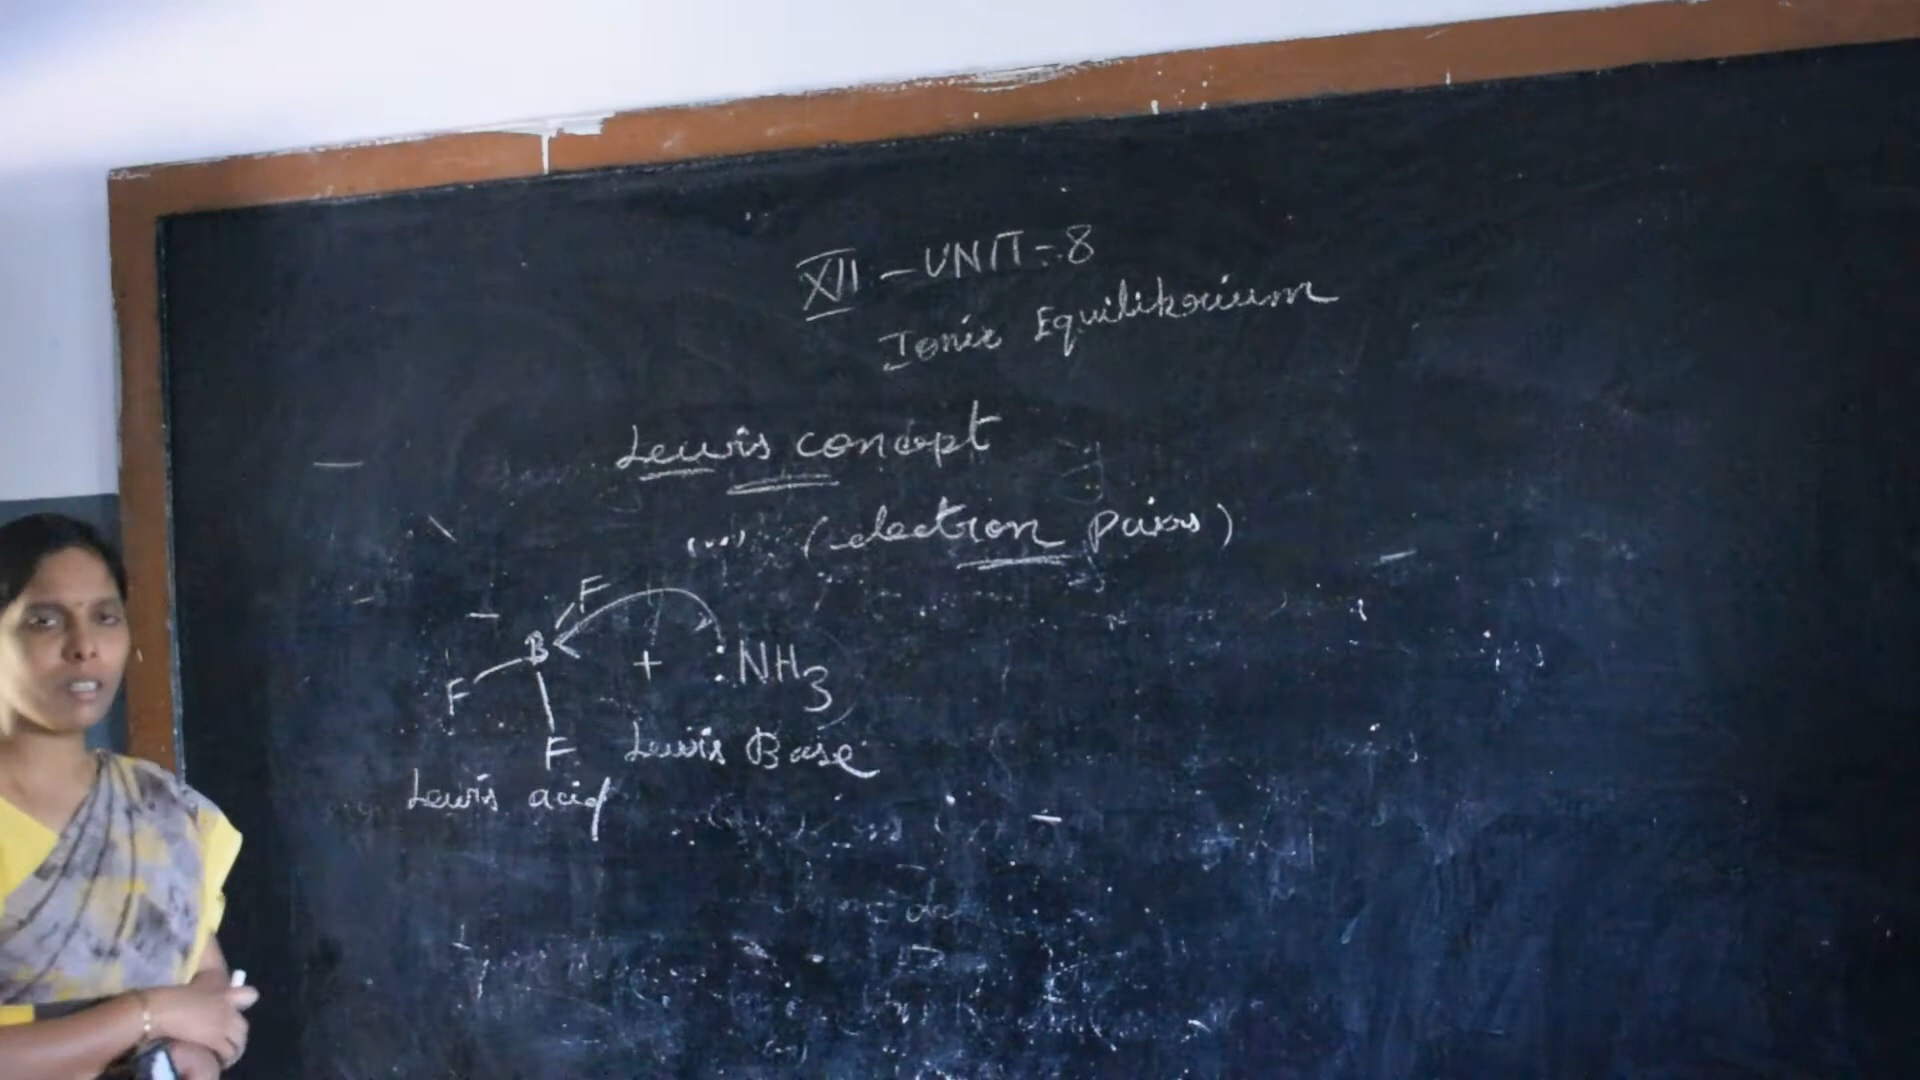 XII - UNIT - 8
Ionic Equilibrium
Lewis concept
(electron pairs)
F
B + :NH3
F
F Lewis Base
Lewis acid